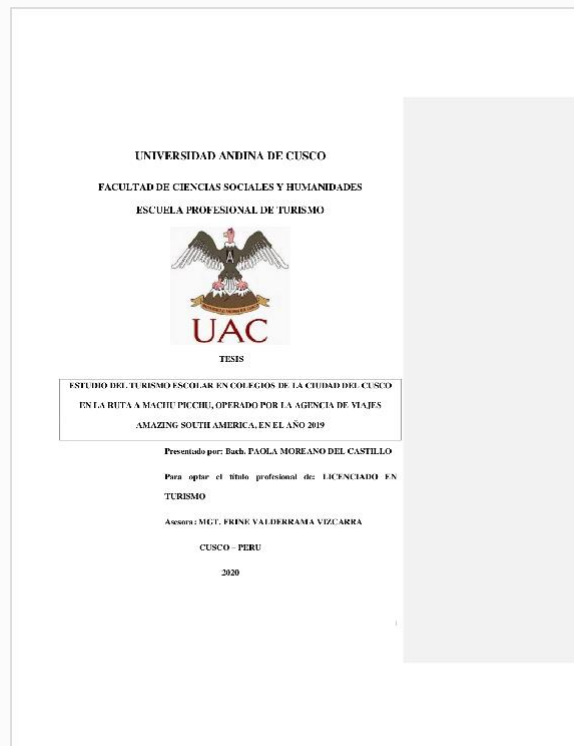 UNIVERSIDAD ANDINA DE CUSCO
FACULTAD DE CIENCIAS SOCIALES Y HUMANIDADES
ESCUELA PROFESIONAL DE TURISMO
UAC
TESIS
ESTUDIO DEL TURISMO ESCOLAR EN COLEGIOS DE LA CIUDAD DEL CUSCO
EN LA RUTA A MACHU PICCHU, OPERADO POR LA AGENCIA DE VIAJES
AMAZING SOUTH AMERICA, EN EL AÑO 2019
Presentado por: Bach. PAOLA MOREANO DEL CASTILLO
Para optar el título profesional de: LICENCIADO EN
TURISMO
Asesora: MGT. FRINE VALDERRAMA VIZCARRA
CUSCO – PERU
2020